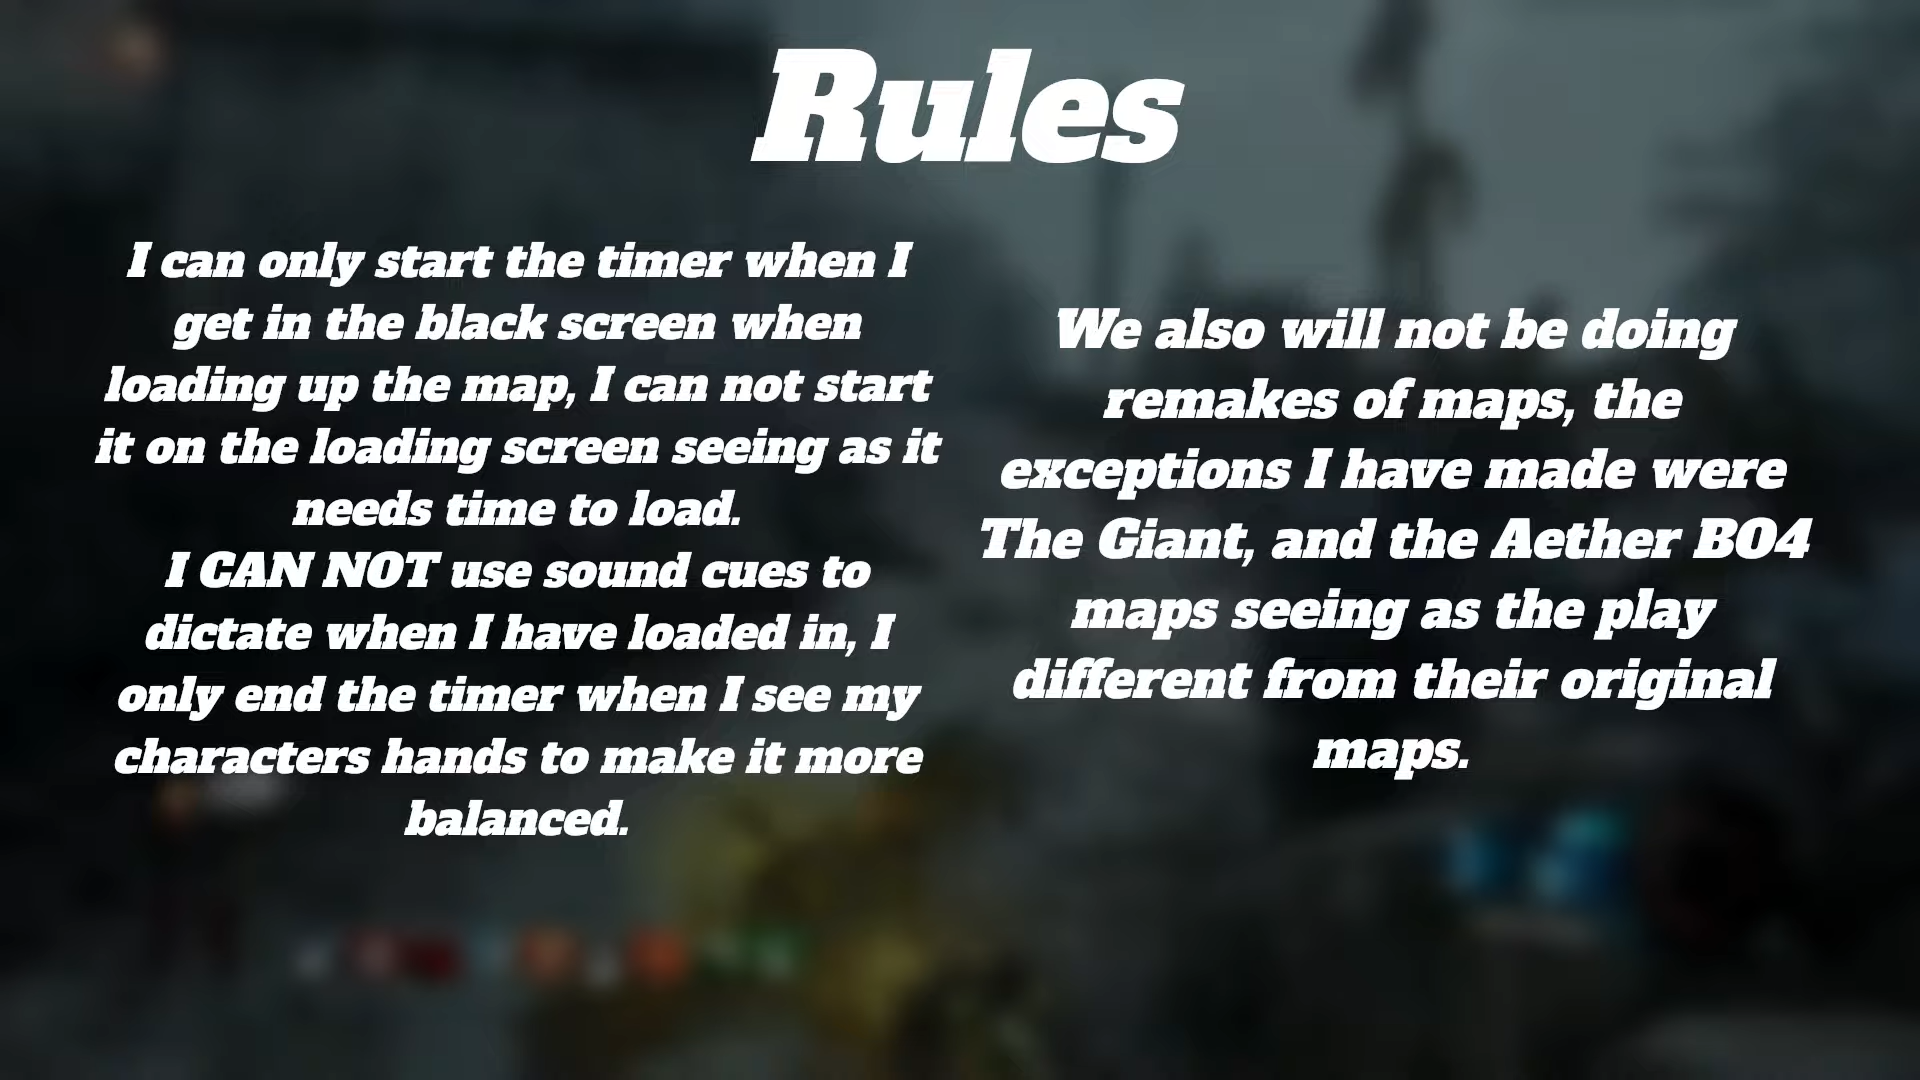 Rules
I can only start the timer when I
get in the black screen when
loading up the map, I can not start
it on the loading screen seeing as it
needs time to load.
I CAN NOT use sound cues to
dictate when I have loaded in, I
only end the timer when I see my
characters hands to make it more
balanced.
We also will not be doing
remakes of maps, the
exceptions I have made were
The Giant, and the Aether BO4
maps seeing as the play
different from their original
maps.